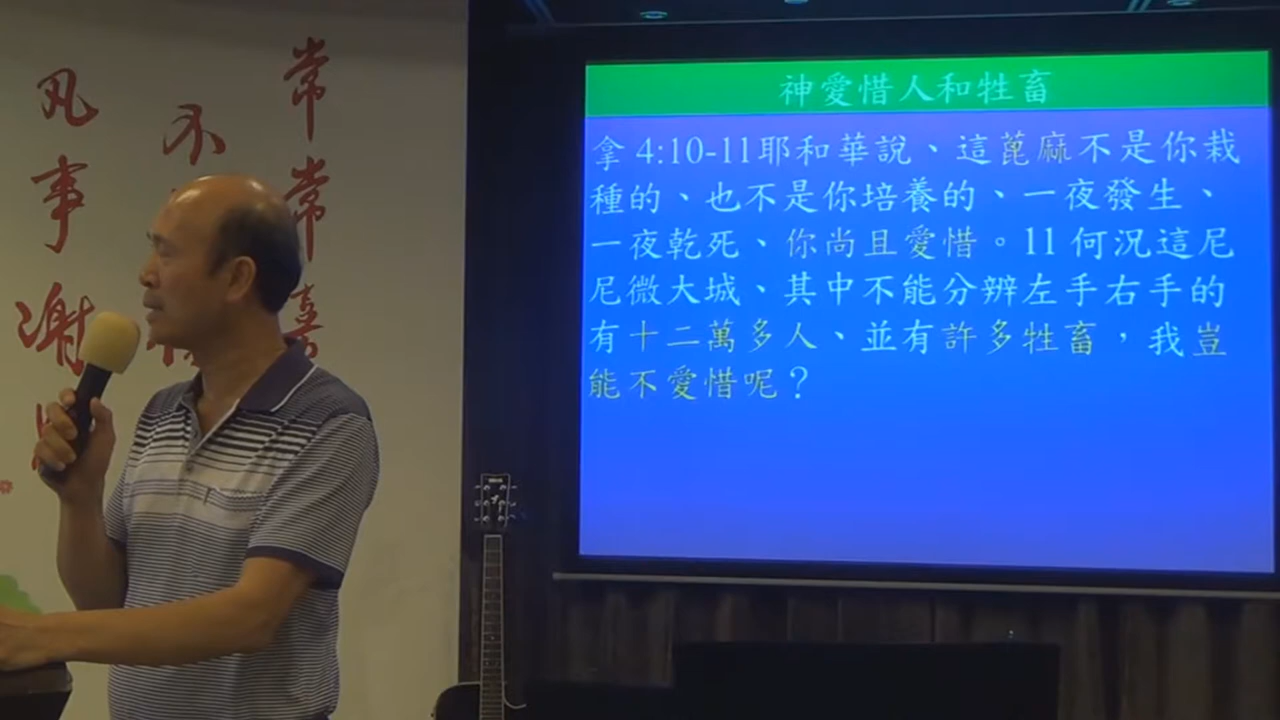 神愛惜人和牲畜
拿 4:10-11耶和華說、這蓖麻不是你栽
種的、也不是你培養的、一夜發生、
一夜乾死、你尚且愛惜。11 何況這尼
尼微大城、其中不能分辨左手右手的
有十二萬多人、並有許多牲畜，我豈
能不愛惜呢？
常常喜
不
凡事謝